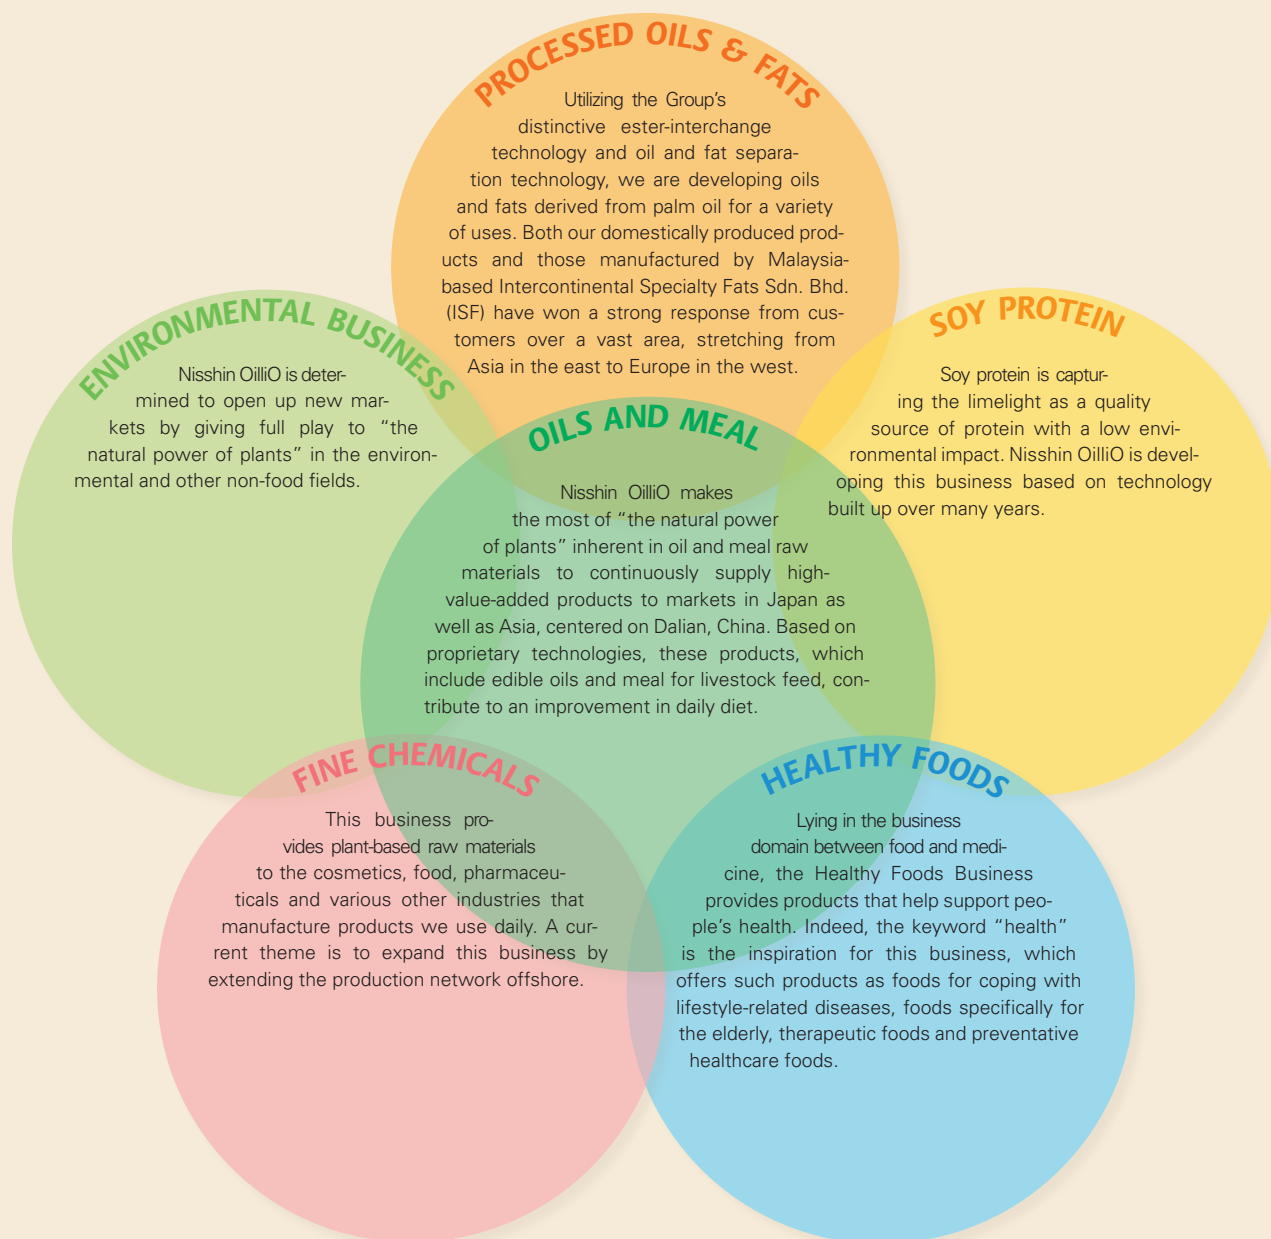 PROCESSED OILS & FATS
Utilizing the Group's
distinctive ester-interchange
technology and oil and fat separa-
tion technology, we are developing oils
and fats derived from palm oil for a variety
of uses. Both our domestically produced prod-
ucts and those manufactured by Malaysia-
based Intercontinental Specialty Fats Sdn. Bhd.
(ISF) have won a strong response from cus-
tomers over a vast area, stretching from
Asia in the east to Europe in the west.
ENVIRONMENTAL BUSINESS
Nisshin OilliO is deter-
mined to open up new mar-
kets by giving full play to “the
natural power of plants” in the environ-
mental and other non-food fields.
SOY PROTEIN
Soy protein is captur-
ing the limelight as a quality
source of protein with a low envi-
ronmental impact. Nisshin OilliO is devel-
oping this business based on technology
built up over many years.
OILS AND MEAL
Nisshin OilliO makes
the most of “the natural power
of plants” inherent in oil and meal raw
materials to continuously supply high-
value-added products to markets in Japan as
well as Asia, centered on Dalian, China. Based on
proprietary technologies, these products, which
include edible oils and meal for livestock feed, con-
tribute to an improvement in daily diet.
FINE CHEMICALS
This business pro-
vides plant-based raw materials
to the cosmetics, food, pharmaceu-
ticals and various other industries that
manufacture products we use daily. A cur-
rent theme is to expand this business by
extending the production network offshore.
HEALTHY FOODS
Lying in the business
domain between food and medi-
cine, the Healthy Foods Business
provides products that help support peo-
ple's health. Indeed, the keyword “health”
is the inspiration for this business, which
offers such products as foods for coping with
lifestyle-related diseases, foods specifically for
the elderly, therapeutic foods and preventative
healthcare foods.